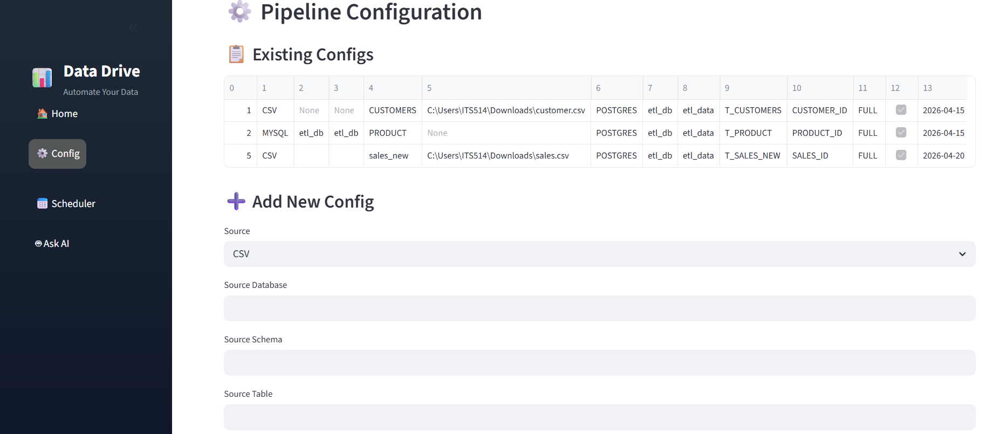 Data Drive
Automate Your Data
Home
Config
Scheduler
Ask AI
Pipeline Configuration
Existing Configs
0 1 2 3 4 5 6 7 8 9 10 11 12 13
1 CSV None None CUSTOMERS C:\Users\ITS514\Downloads\customer.csv POSTGRES etl_db etl_data T_CUSTOMERS CUSTOMER_ID FULL 2026-04-15
2 MYSQL etl_db etl_db PRODUCT None POSTGRES etl_db etl_data T_PRODUCT PRODUCT_ID FULL 2026-04-15
5 CSV sales_new C:\Users\ITS514\Downloads\sales.csv POSTGRES etl_db etl_data T_SALES_NEW SALES_ID FULL 2026-04-20
Add New Config
Source
CSV
Source Database
Source Schema
Source Table